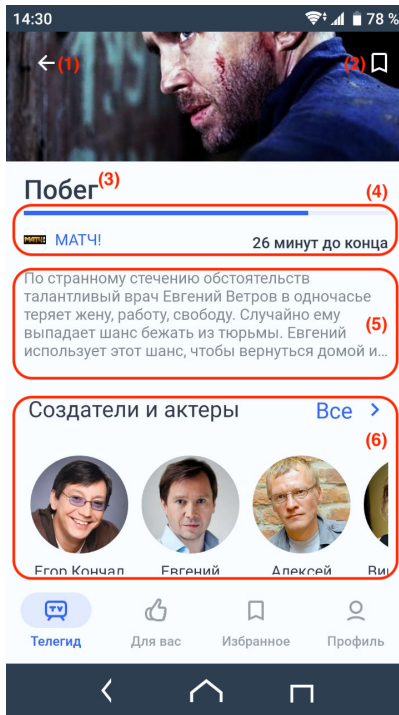 14:30
78 %
(1)
(2)
Побег(3)
(4)
МАТЧ! МАТЧ!
26 минут до конца
По странному стечению обстоятельств
талантливый врач Евгений Ветров в одночасье
теряет жену, работу, свободу. Случайно ему
выпадает шанс бежать из тюрьмы. Евгений
(5)
использует этот шанс, чтобы вернуться домой и...
Создатели и актеры
Все >
(6)
Егор Кончал
Евгений
Алексей
TV
Телегид
Для вас
Избранное
Профиль